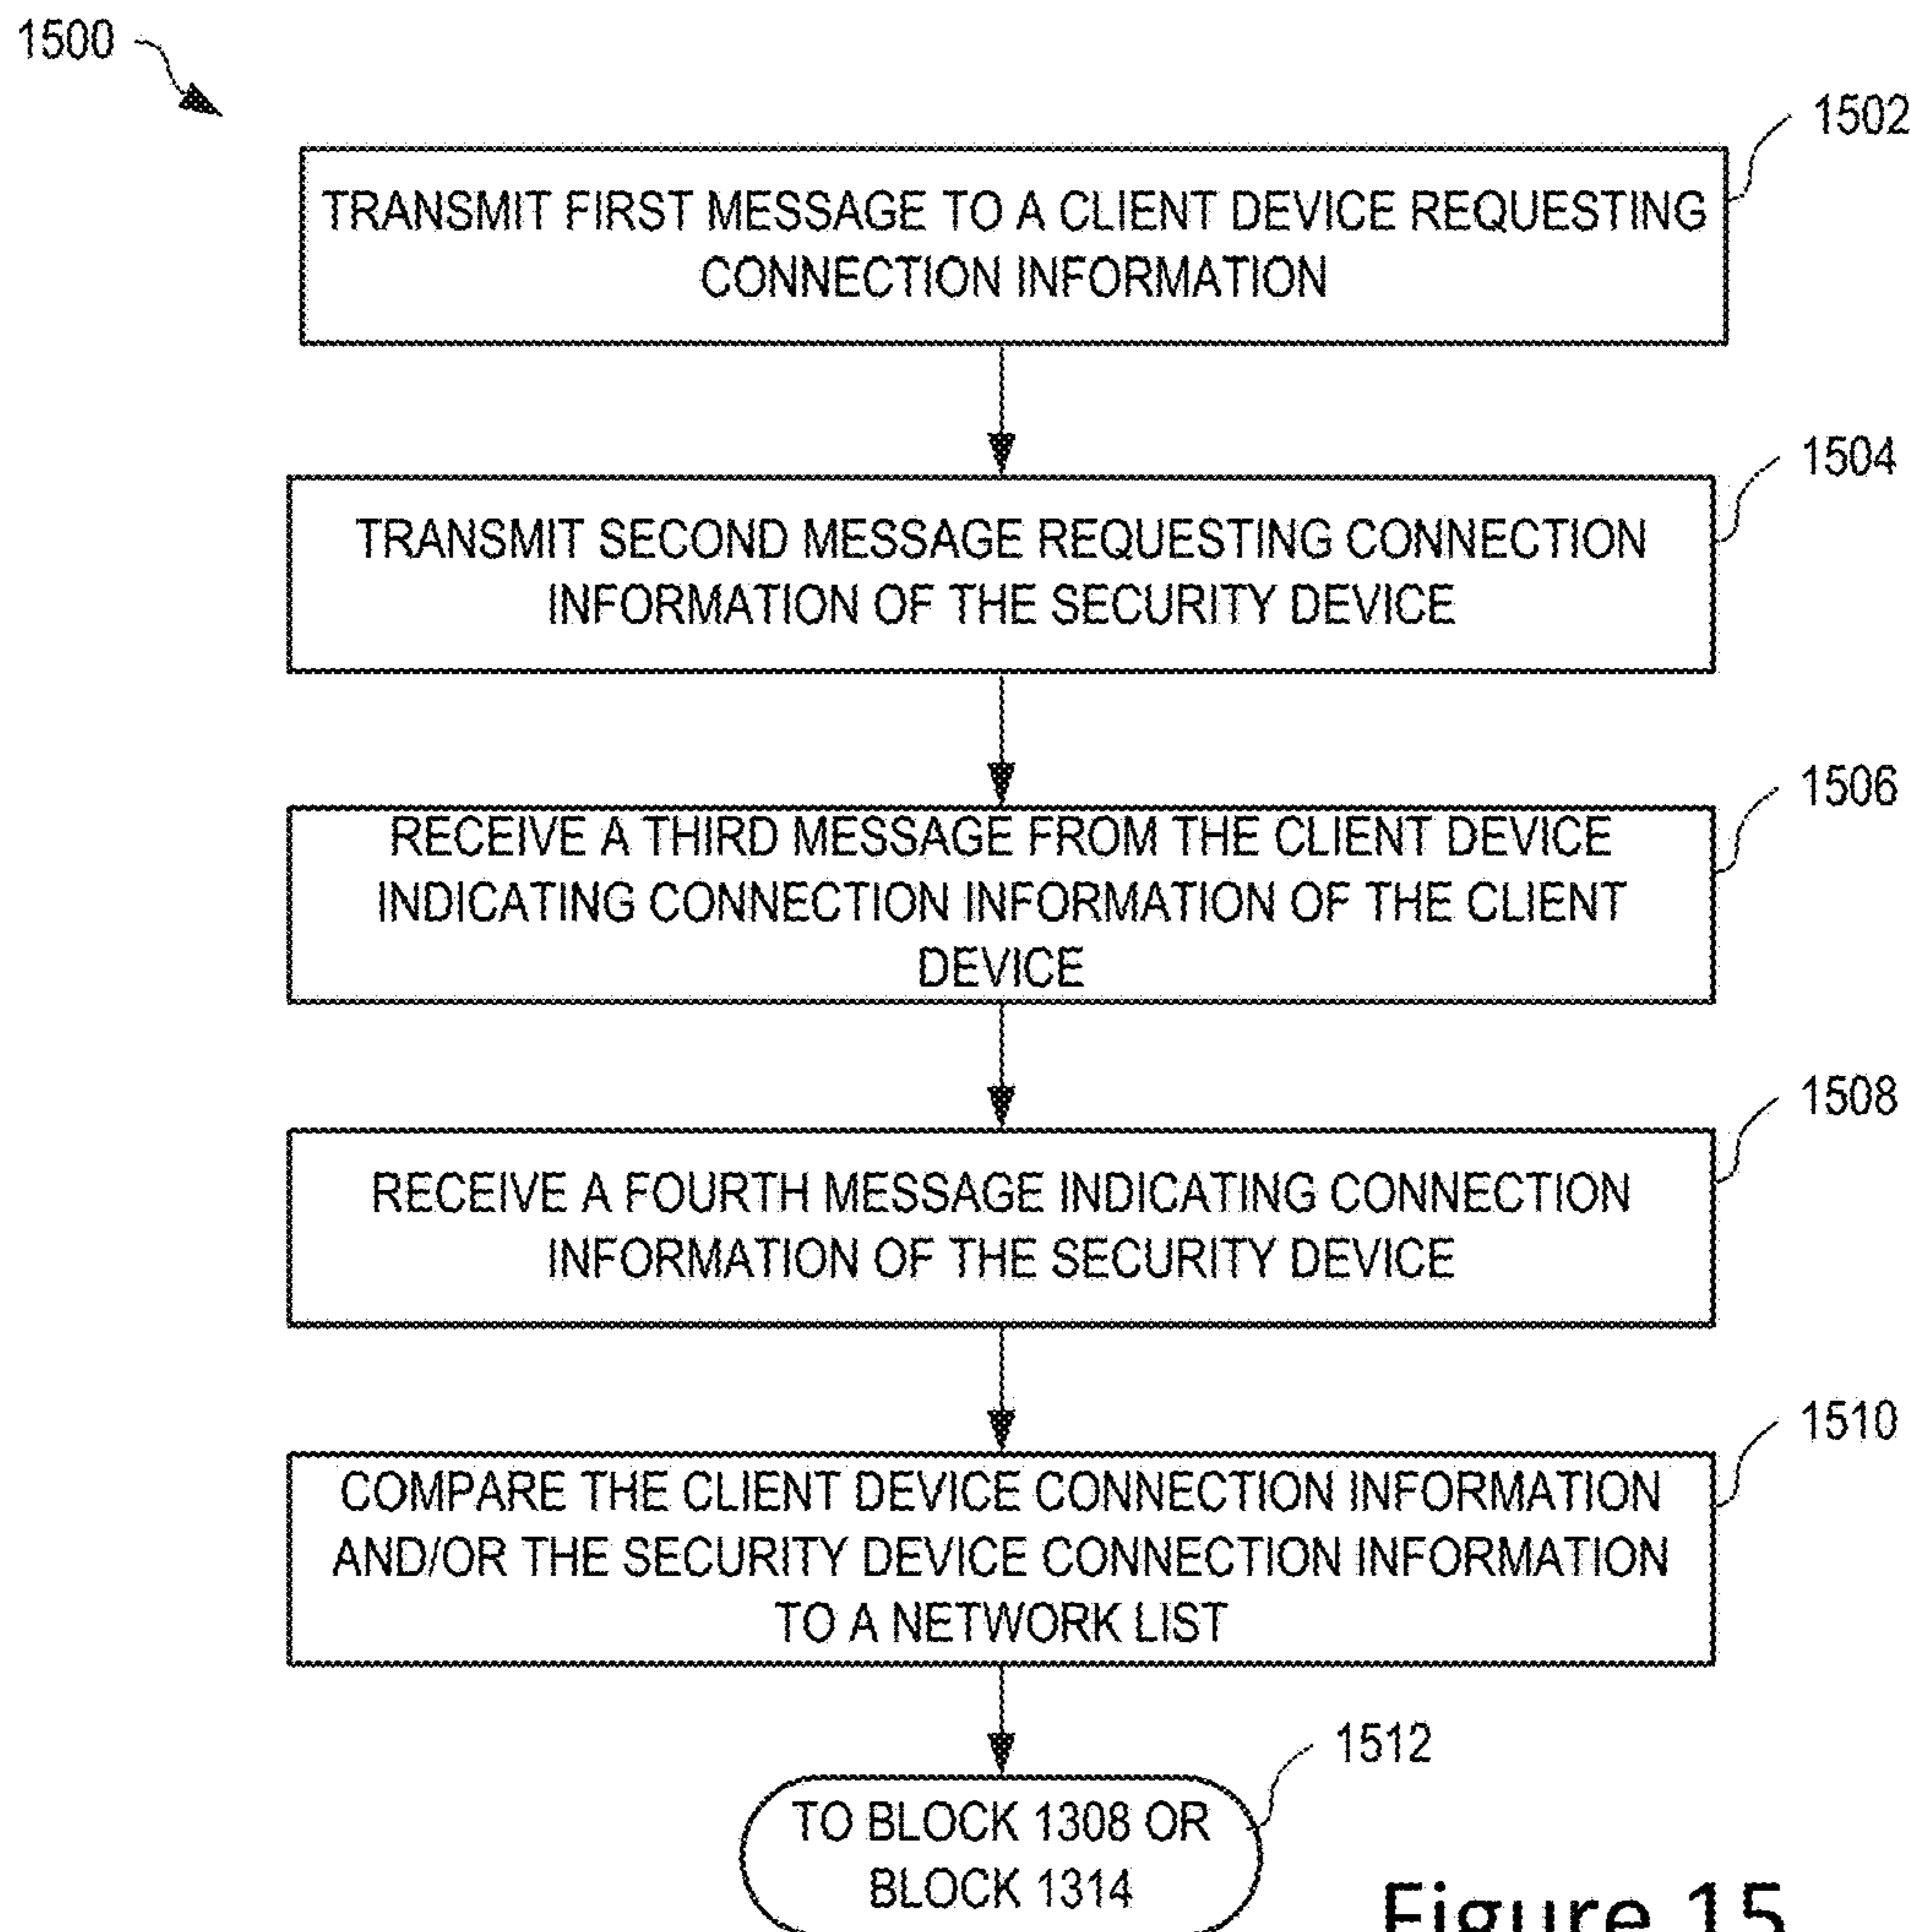 1500
1502
TRANSMIT FIRST MESSAGE TO A CLIENT DEVICE REQUESTING
CONNECTION INFORMATION
1504
TRANSMIT SECOND MESSAGE REQUESTING CONNECTION
INFORMATION OF THE SECURITY DEVICE
1506
RECEIVE A THIRD MESSAGE FROM THE CLIENT DEVICE
INDICATING CONNECTION INFORMATION OF THE CLIENT
DEVICE
1508
RECEIVE A FOURTH MESSAGE INDICATING CONNECTION
INFORMATION OF THE SECURITY DEVICE
1510
COMPARE THE CLIENT DEVICE CONNECTION INFORMATION
AND/OR THE SECURITY DEVICE CONNECTION INFORMATION
TO A NETWORK LIST
1512
TO BLOCK 1308 OR
BLOCK 1314
Figure 15